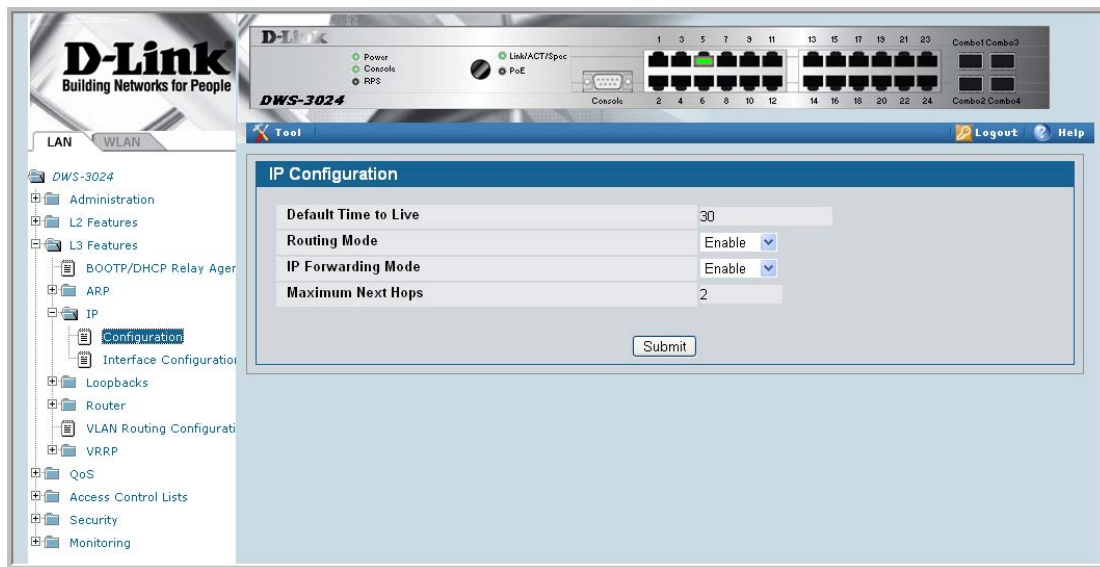 D-Link
Building Networks for People
LAN
WLAN
DWS-3024
Administration
L2 Features
L3 Features
BOOTP/DHCP Relay Ager
ARP
IP
Configuration
Interface Configuration
Loopbacks
Router
VLAN Routing Configurati
VRRP
QoS
Access Control Lists
Security
Monitoring
D-Link
Power
Console
RPS
Link/ACT/Spec
PoE
DWS-3024
Console
1 3 5 7 9 11 13 15 17 19 21 23
2 4 6 8 10 12 14 16 18 20 22 24
Combo1 Combo3
Combo2 Combo4
Tool
Logout
Help
IP Configuration
Default Time to Live 30
Routing Mode Enable
IP Forwarding Mode Enable
Maximum Next Hops 2
Submit